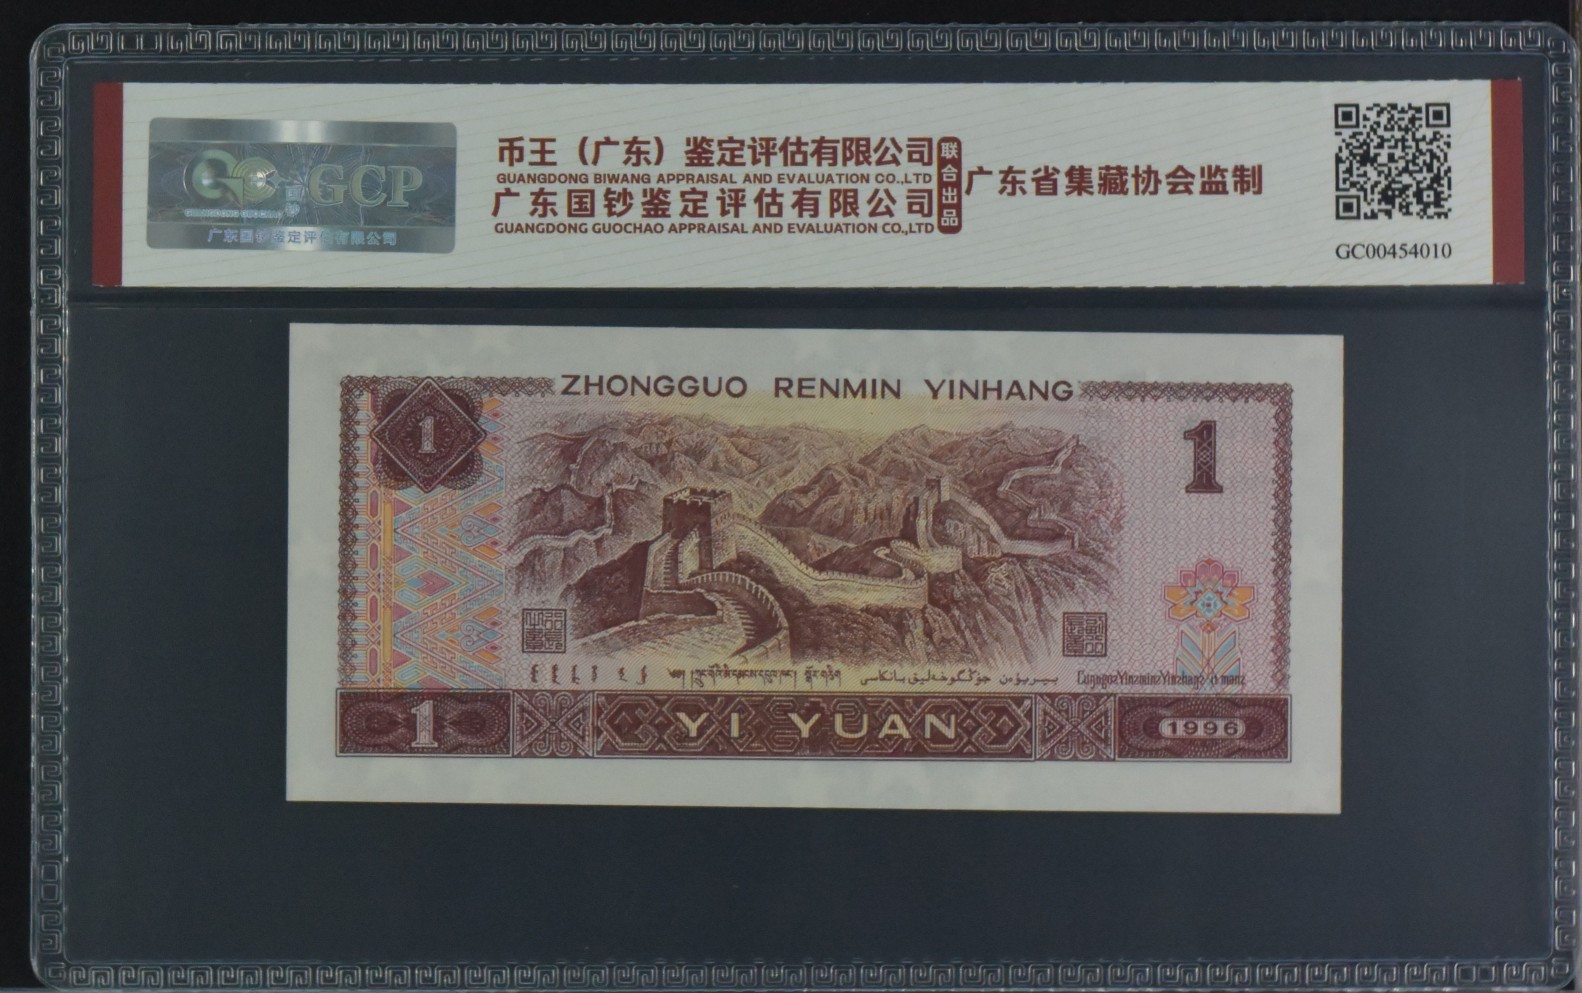 GCP
广东国钞鉴定评估有限公司
币王（广东）鉴定评估有限公司
GUANGDONG BIWANG APPRAISAL AND EVALUATION CO.,LTD
广东国钞鉴定评估有限公司
GUANGDONG GUOCHAO APPRAISAL AND EVALUATION CO.,LTD
联合出品
广东省集藏协会监制
GC00454010
ZHONGGUO RENMIN YINHANG
1
1
1
YI YUAN
1996